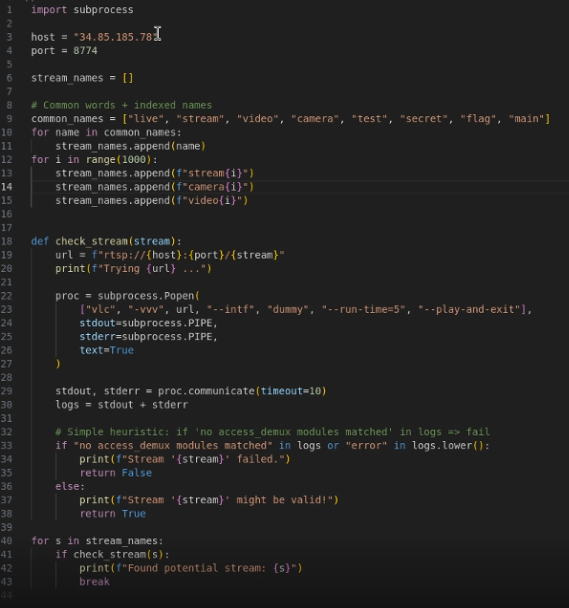 1 import subprocess
2
3 host = "34.85.185.78"
4 port = 8774
5
6 stream_names = []
7
8 # Common words + indexed names
9 common_names = ["live", "stream", "video", "camera", "test", "secret", "flag", "main"]
10 for name in common_names:
11     stream_names.append(name)
12 for i in range(1000):
13     stream_names.append(f"stream{i}")
14     stream_names.append(f"camera{i}")
15     stream_names.append(f"video{i}")
16
17
18 def check_stream(stream):
19     url = f"rtsp://{host}:{port}/{stream}"
20     print(f"Trying {url} ...")
21
22     proc = subprocess.Popen(
23         ["vlc", "-vvv", url, "--intf", "dummy", "--run-time=5", "--play-and-exit"],
24         stdout=subprocess.PIPE,
25         stderr=subprocess.PIPE,
26         text=True
27     )
28
29     stdout, stderr = proc.communicate(timeout=10)
30     logs = stdout + stderr
31
32     # Simple heuristic: if 'no access_demux modules matched' in logs => fail
33     if "no access_demux modules matched" in logs or "error" in logs.lower():
34         print(f"Stream '{stream}' failed.")
35         return False
36     else:
37         print(f"Stream '{stream}' might be valid!")
38         return True
39
40 for s in stream_names:
41     if check_stream(s):
42         print(f"Found potential stream: {s}")
43         break
44